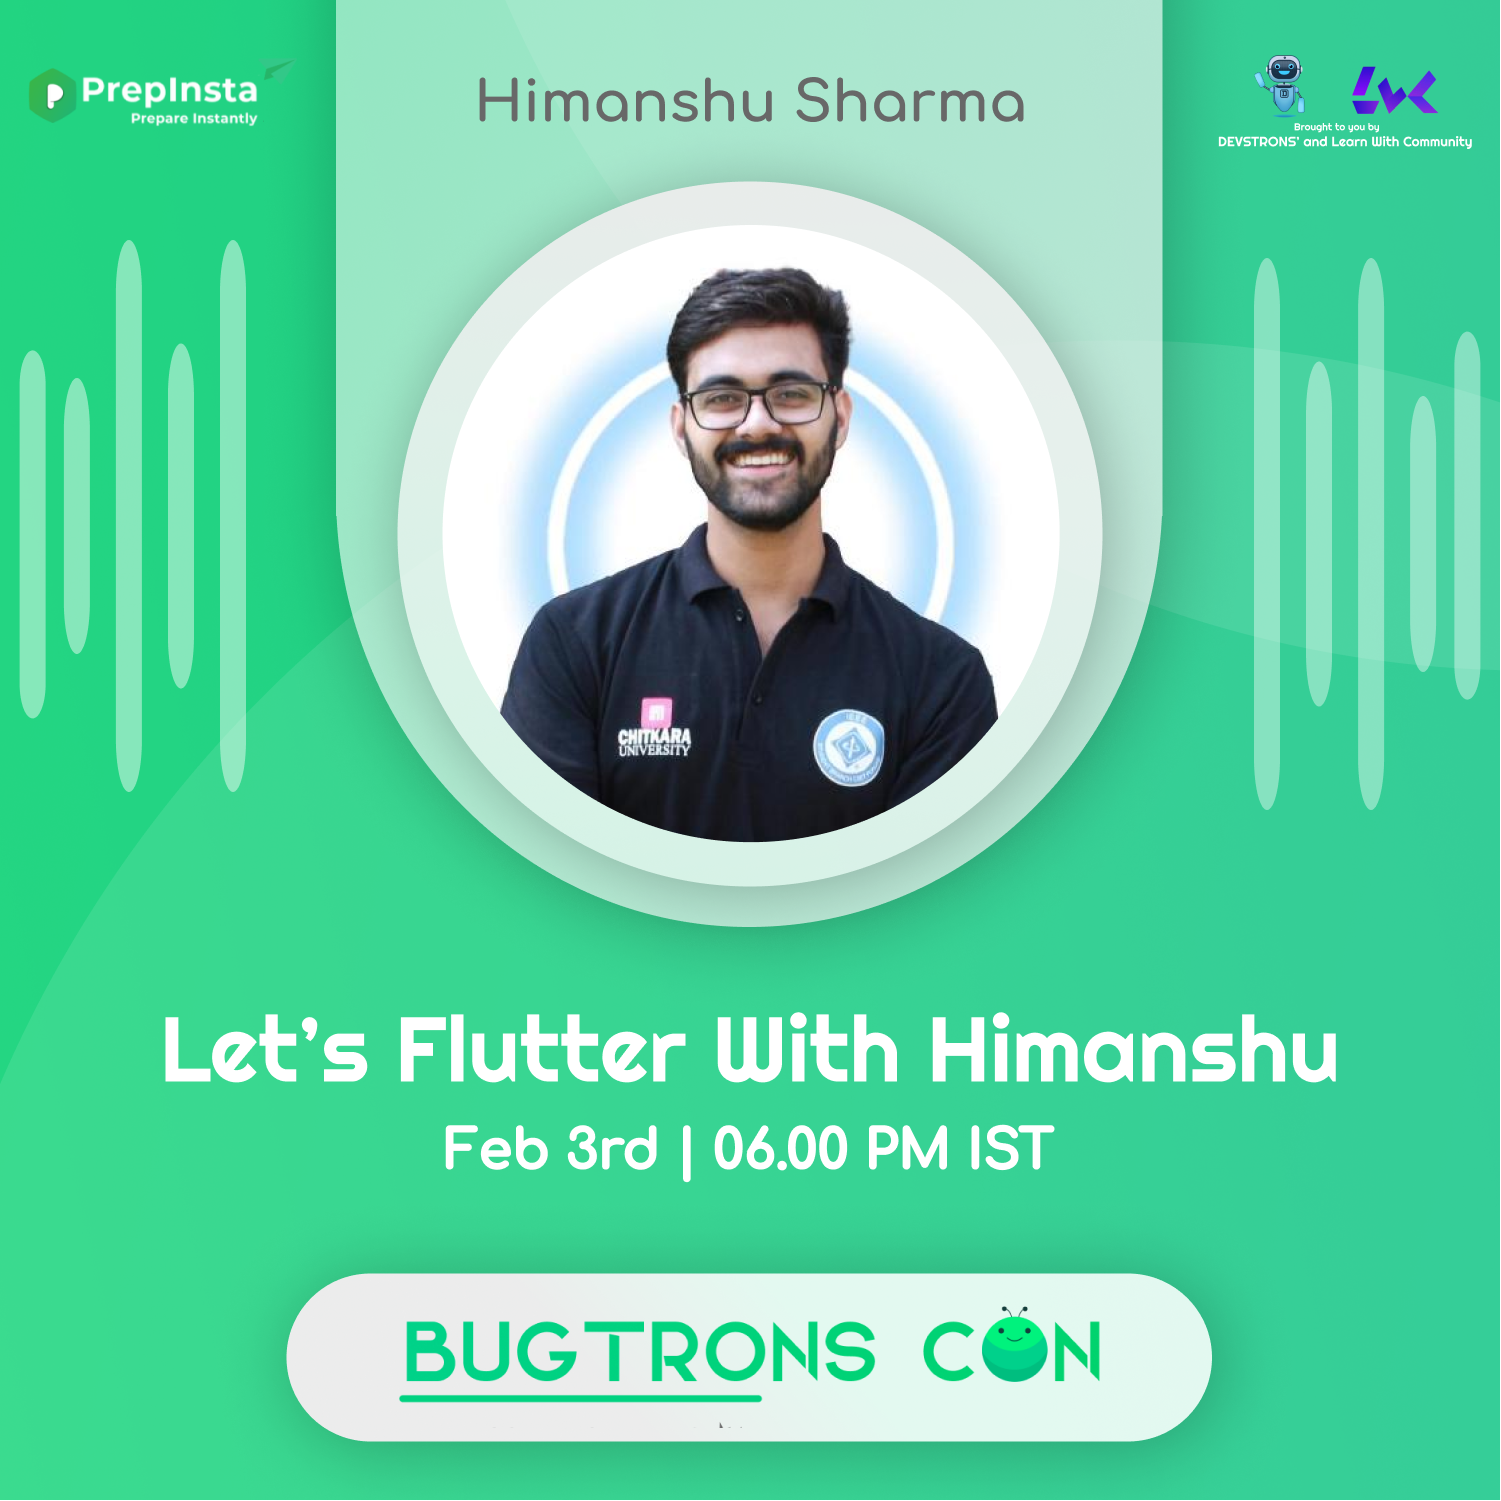 PrepInsta
Prepare Instantly
Himanshu Sharma
Brought to you by
DEVSTRONS' and Learn With Community
CHITKARA
UNIVERSITY
Let's Flutter With Himanshu
Feb 3rd | 06.00 PM IST
BUGTRONS CON